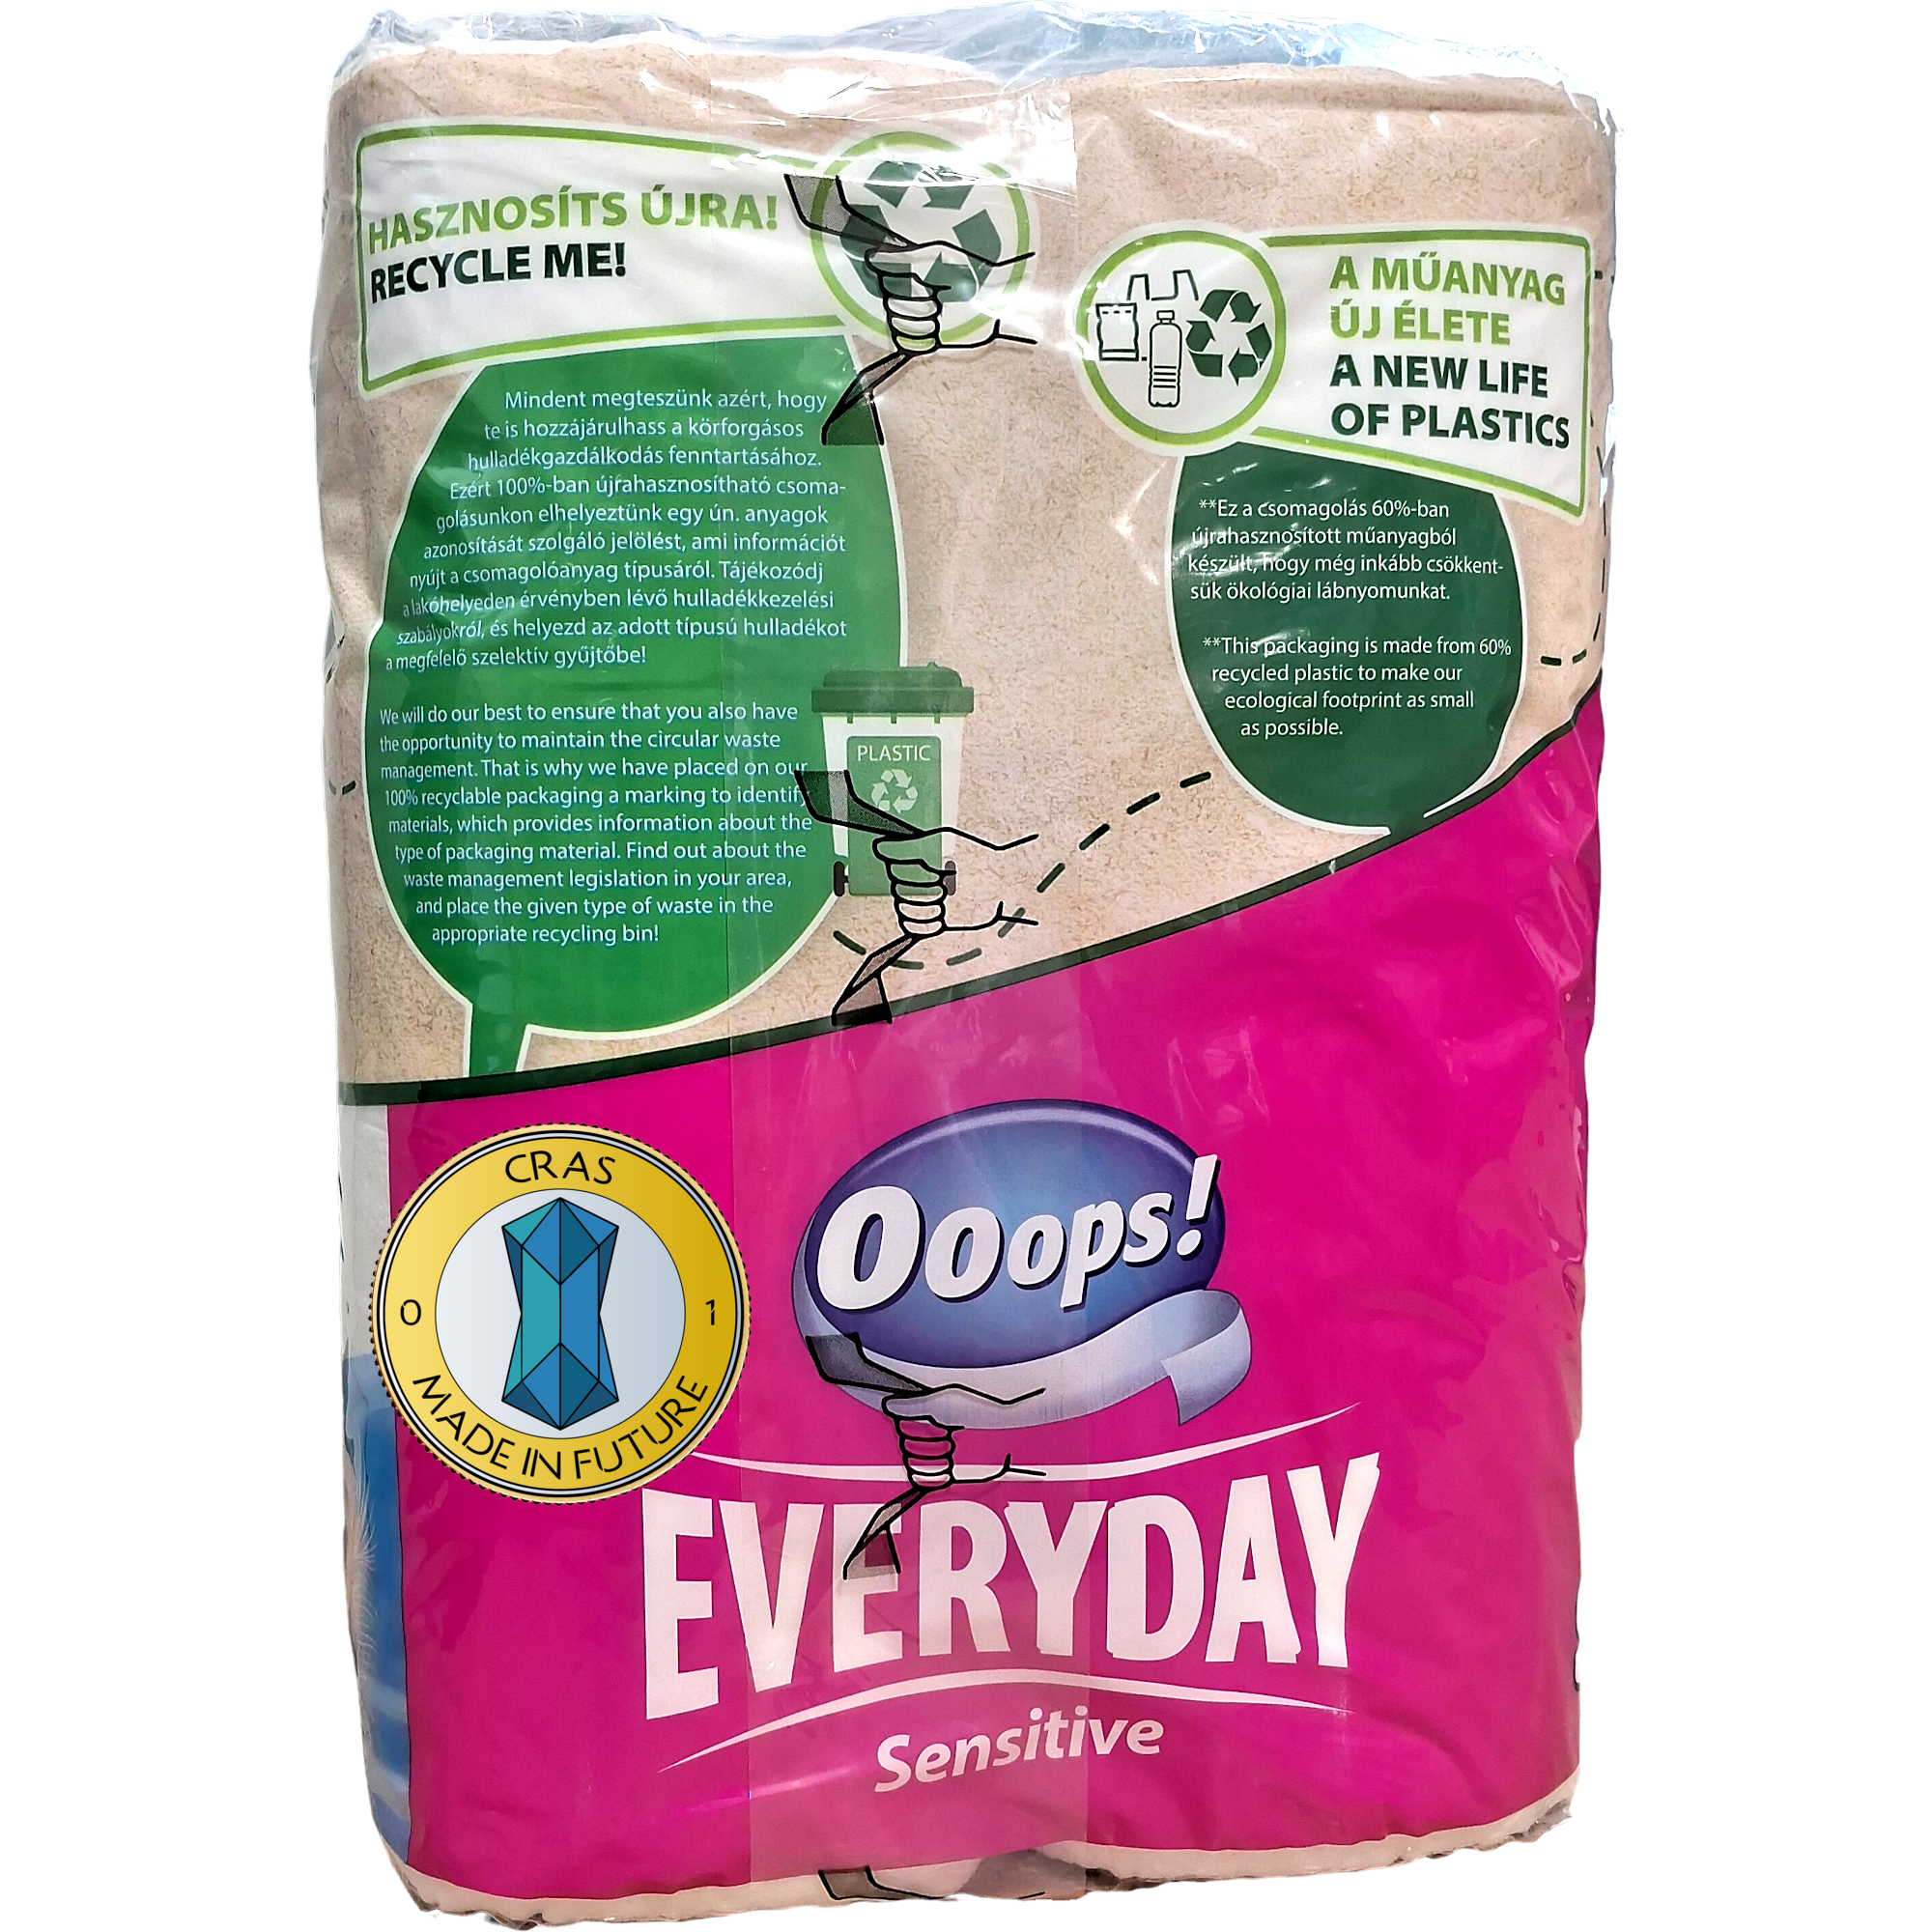 HASZNOSÍTS ÚJRA!
RECYCLE ME!
Mindent megteszünk azért, hogy
te is hozzájárulhass a körforgásos
hulladékgazdálkodás fenntartásához.
Ezért 100%-ban újrahasznosítható csoma-
golásunkon elhelyeztünk egy ún. anyagok
azonosítását szolgáló jelölést, ami információt
nyújt a csomagolóanyag típusáról. Tájékozódj
a lakóhelyeden érvényben lévő hulladékkezelési
szabályokról, és helyezd az adott típusú hulladékot
a megfelelő szelektív gyűjtőbe!
We will do our best to ensure that you also have
the opportunity to maintain the circular waste
management. That is why we have placed on our
100% recyclable packaging a marking to identify
materials, which provides information about the
type of packaging material. Find out about the
waste management legislation in your area,
and place the given type of waste in the
appropriate recycling bin!
PLASTIC
A MŰANYAG
ÚJ ÉLETE
A NEW LIFE
OF PLASTICS
**Ez a csomagolás 60%-ban
újrahasznosított műanyagból
készült, hogy még inkább csökkent-
sük ökológiai lábnyomunkat.
**This packaging is made from 60%
recycled plastic to make our
ecological footprint as small
as possible.
CRAS
0 1
MADE IN FUTURE
Ooops!
EVERYDAY
Sensitive